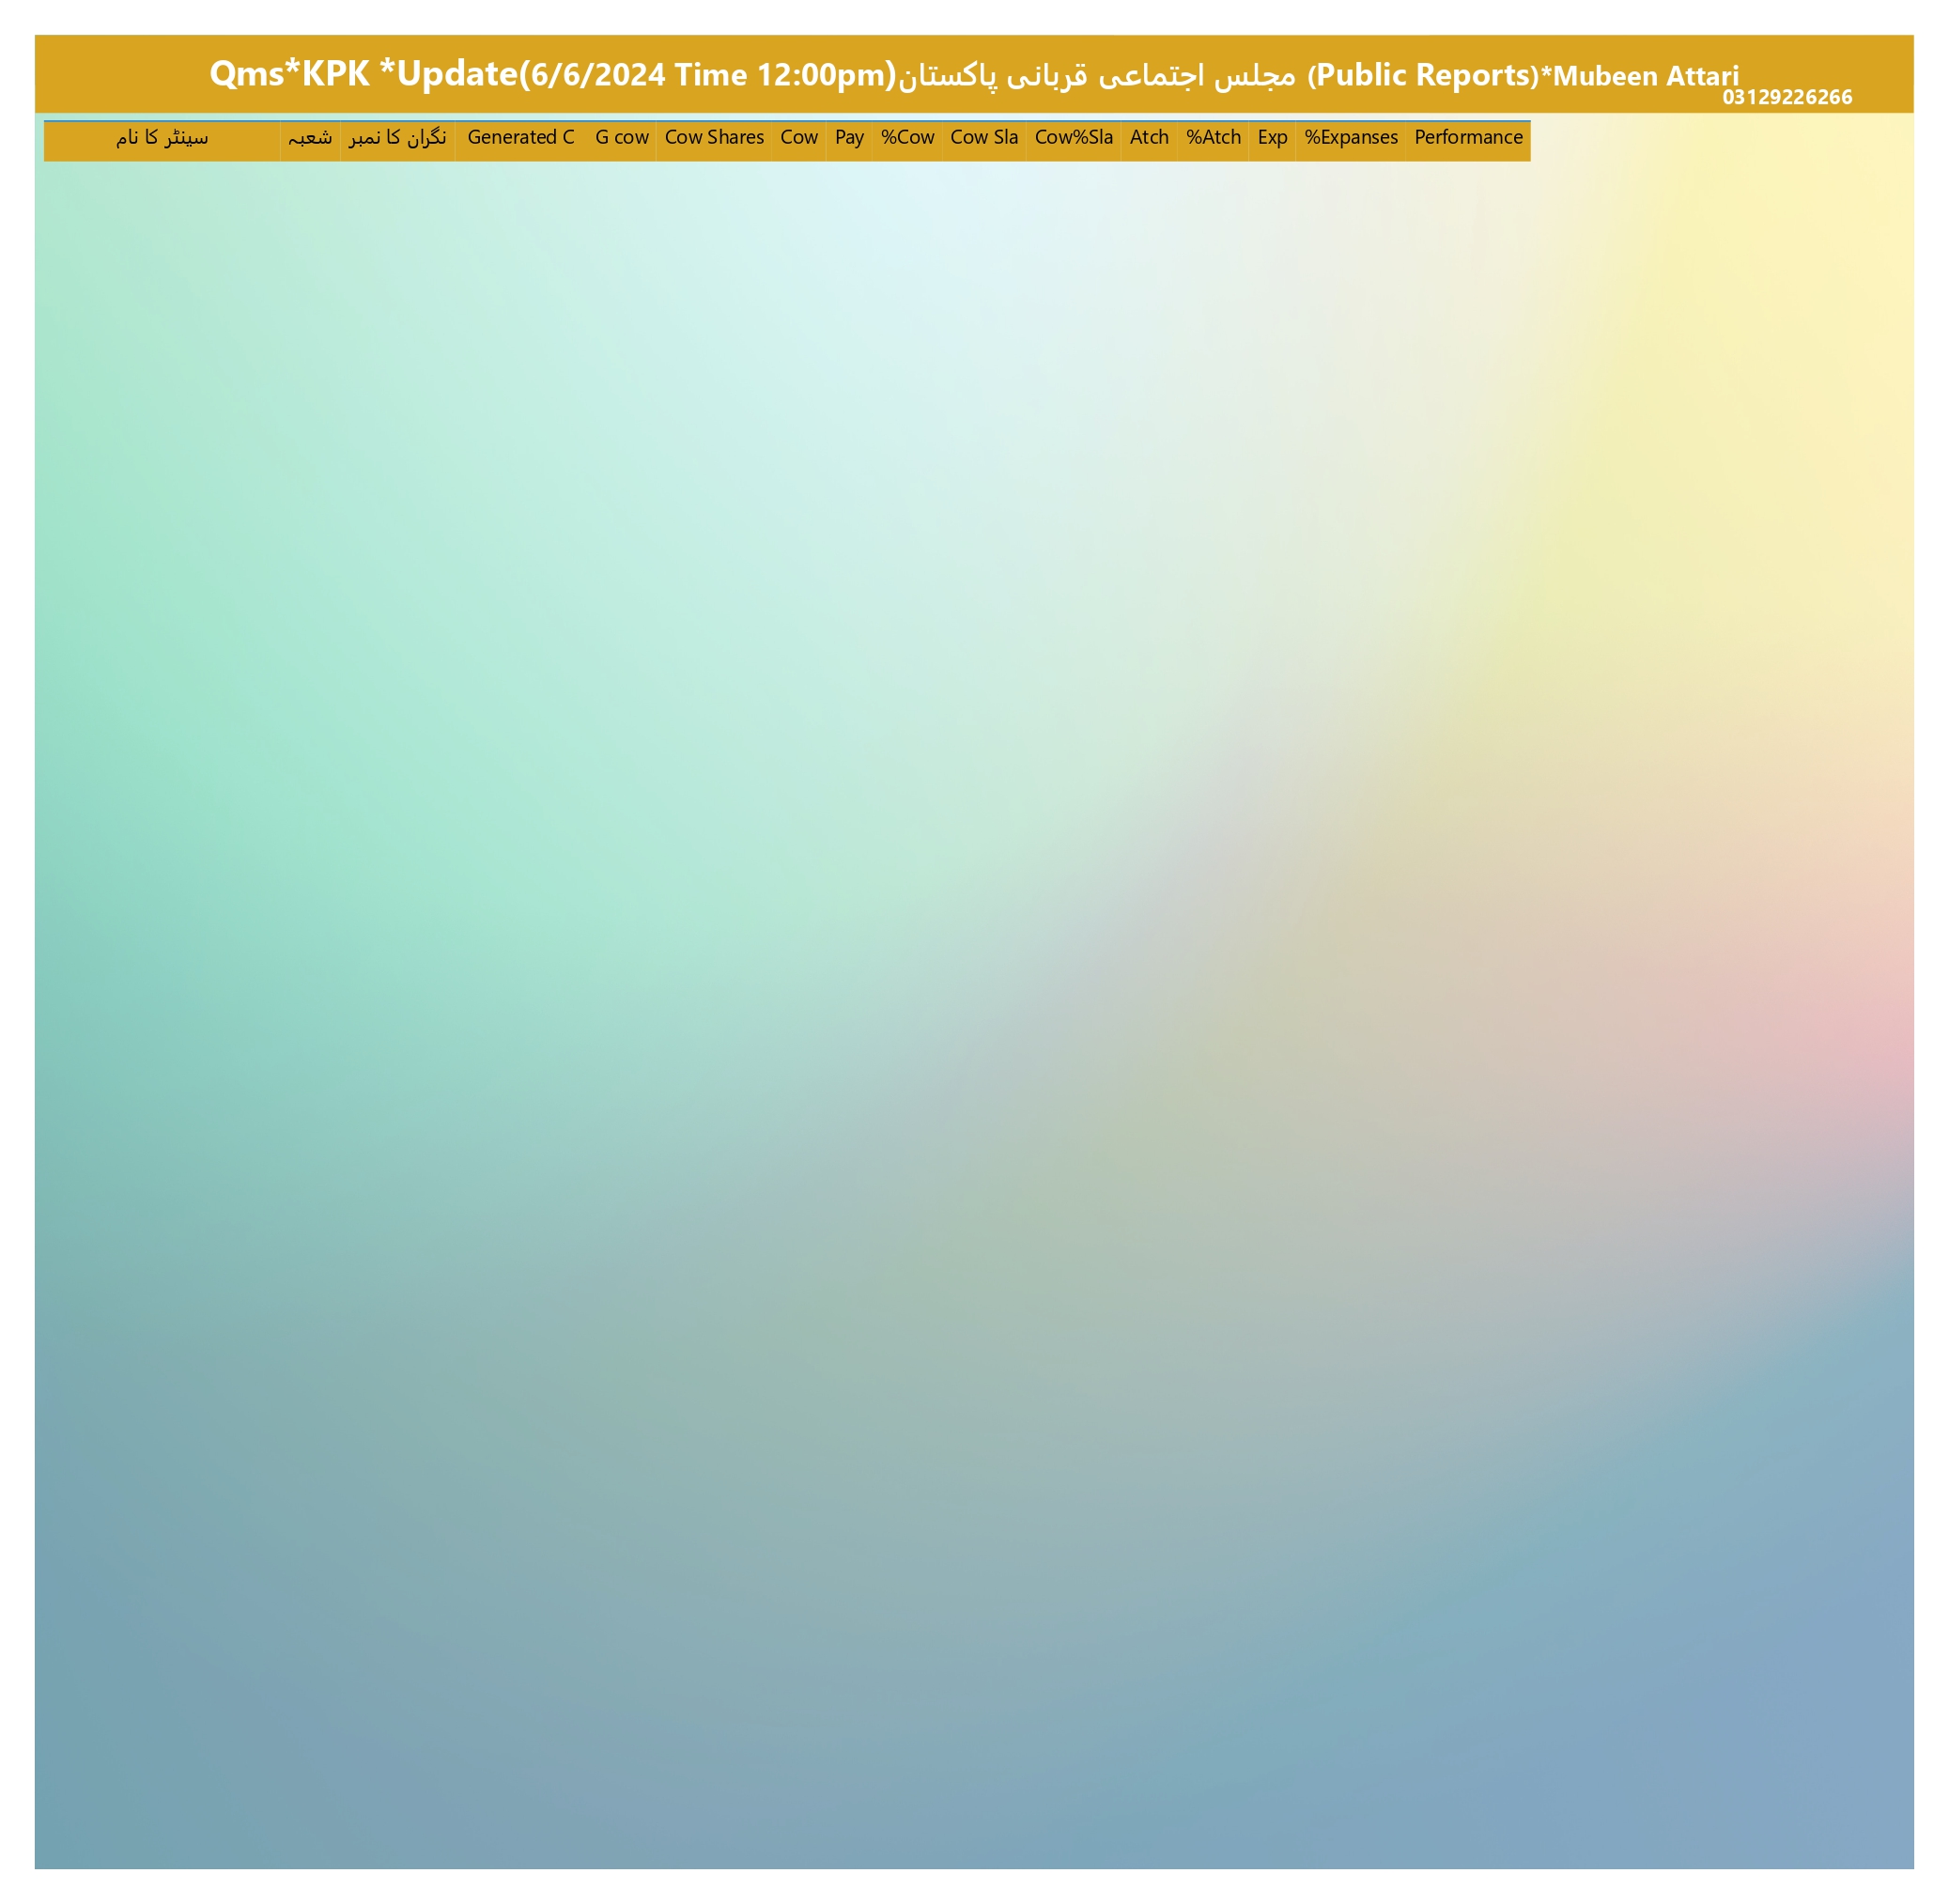 Qms*KPK *Update(6/6/2024 Time 12:00pm)مجلس اجتماعی قربانی پاکستان (Public Reports)*Mubeen Attari
03129226266
سینٹر کا نام شعبہ نگران کا نمبر Generated C G cow Cow Shares Cow Pay %Cow Cow Sla Cow%Sla Atch %Atch Exp %Expanses Performance